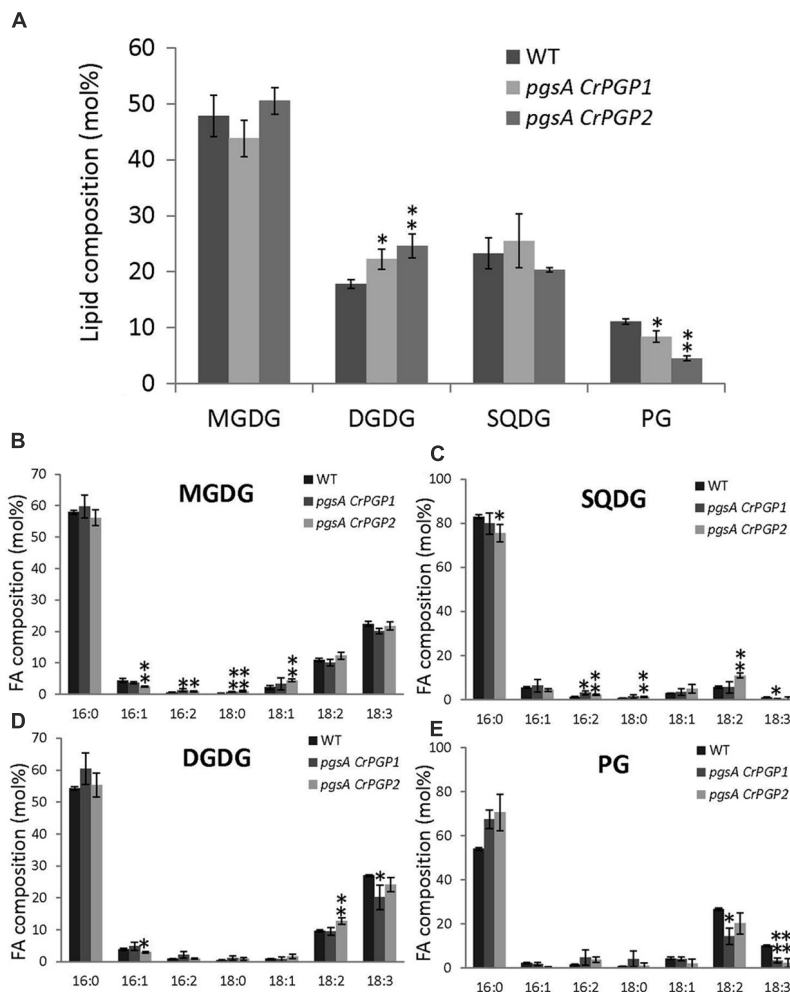 A
Lipid composition (mol%)
60
50
40
30
20
10
0
WT
pgsA CrPGP1
pgsA CrPGP2
*
**
*
**
MGDG
DGDG
SQDG
PG
B
FA composition (mol%)
70
60
50
40
30
20
10
0
MGDG
WT
pgsA CrPGP1
pgsA CrPGP2
**
**
** **
**
16:0 16:1 16:2 18:0 18:1 18:2 18:3
C
FA composition (mol%)
100
80
60
40
20
0
SQDG
WT
pgsA CrPGP1
pgsA CrPGP2
*
* **
**
**
*
16:0 16:1 16:2 18:0 18:1 18:2 18:3
D
FA composition (mol%)
70
60
50
40
30
20
10
0
DGDG
WT
pgsA CrPGP1
pgsA CrPGP2
*
**
*
16:0 16:1 16:2 18:0 18:1 18:2 18:3
E
FA composition (mol%)
100
80
60
40
20
0
PG
WT
pgsA CrPGP1
pgsA CrPGP2
*
** **
16:0 16:1 16:2 18:0 18:1 18:2 18:3